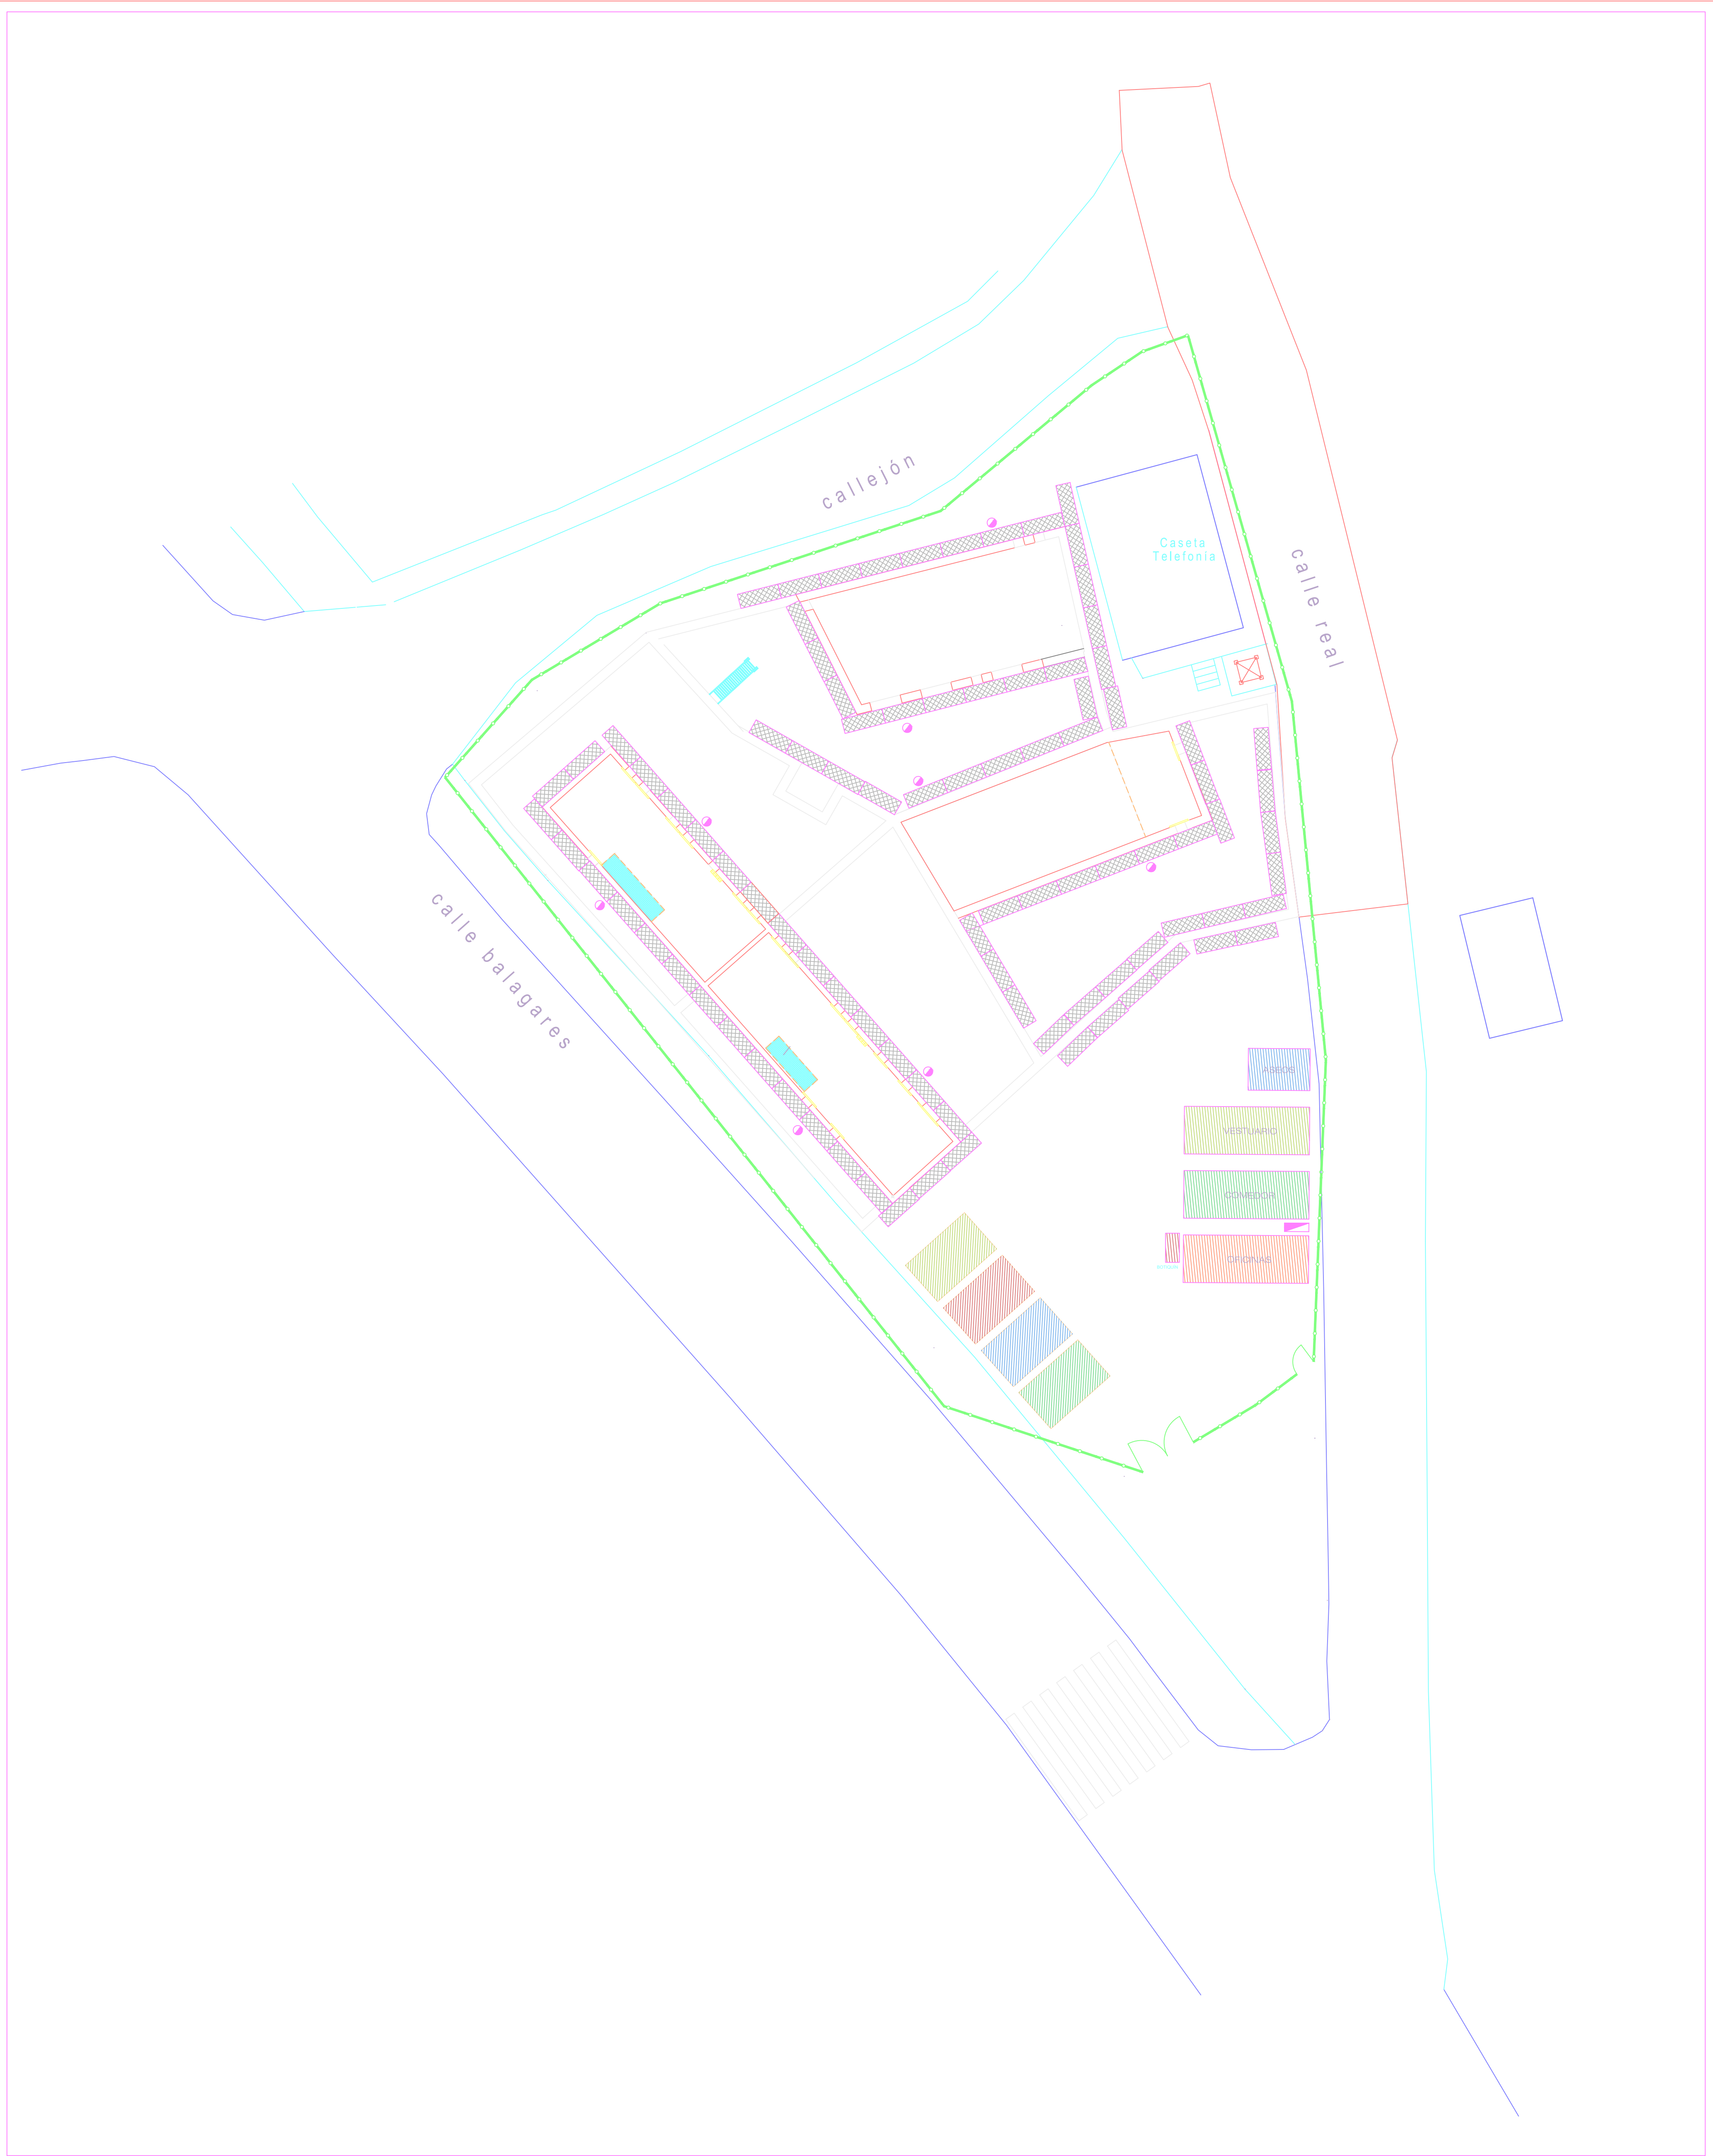 callejón
Caseta
Telefonía
calle real
calle balagares
ASEOS
VESTUARIO
COMEDOR
OFICINAS